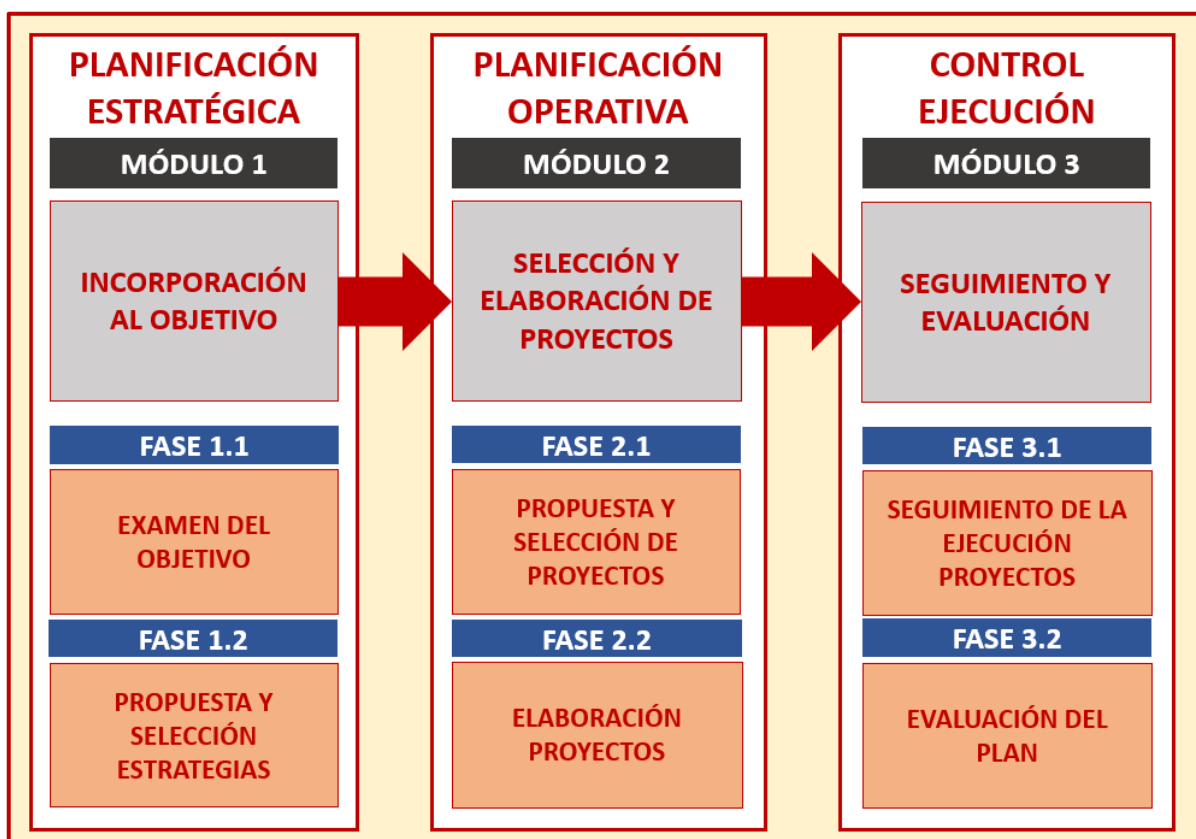 PLANIFICACIÓN
ESTRATÉGICA
MÓDULO 1
INCORPORACIÓN
AL OBJETIVO
FASE 1.1
EXAMEN DEL
OBJETIVO
FASE 1.2
PROPUESTA Y
SELECCIÓN
ESTRATEGIAS
PLANIFICACIÓN
OPERATIVA
MÓDULO 2
SELECCIÓN Y
ELABORACIÓN DE
PROYECTOS
FASE 2.1
PROPUESTA Y
SELECCIÓN DE
PROYECTOS
FASE 2.2
ELABORACIÓN
PROYECTOS
CONTROL
EJECUCIÓN
MÓDULO 3
SEGUIMIENTO Y
EVALUACIÓN
FASE 3.1
SEGUIMIENTO DE LA
EJECUCIÓN
PROYECTOS
FASE 3.2
EVALUACIÓN DEL
PLAN